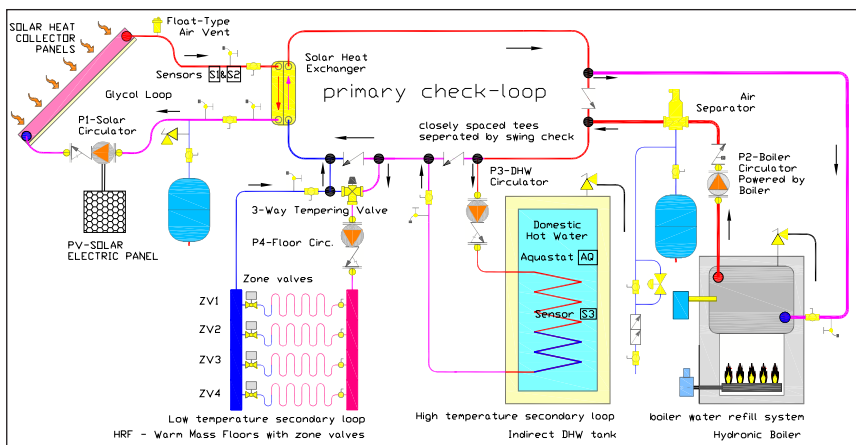 SOLAR HEAT
COLLECTOR
PANELS
Float-Type
Air Vent
Sensors S1&S2
Solar Heat
Exchanger
Glycol Loop
P1-Solar
Circulator
PV-SOLAR
ELECTRIC PANEL
primary check-loop
closely spaced tees
seperated by swing check
Air
Separator
P2-Boiler
Circulator
Powered by
Boiler
P3-DHW
Circulator
3-Way Tempering Valve
P4-Floor Circ.
Domestic
Hot Water
Aquastat AQ
Sensor S3
Zone valves
ZV1
ZV2
ZV3
ZV4
Low temperature secondary loop
HRF - Warm Mass Floors with zone valves
High temperature secondary loop
Indirect DHW tank
boiler water refill system
Hydronic Boiler